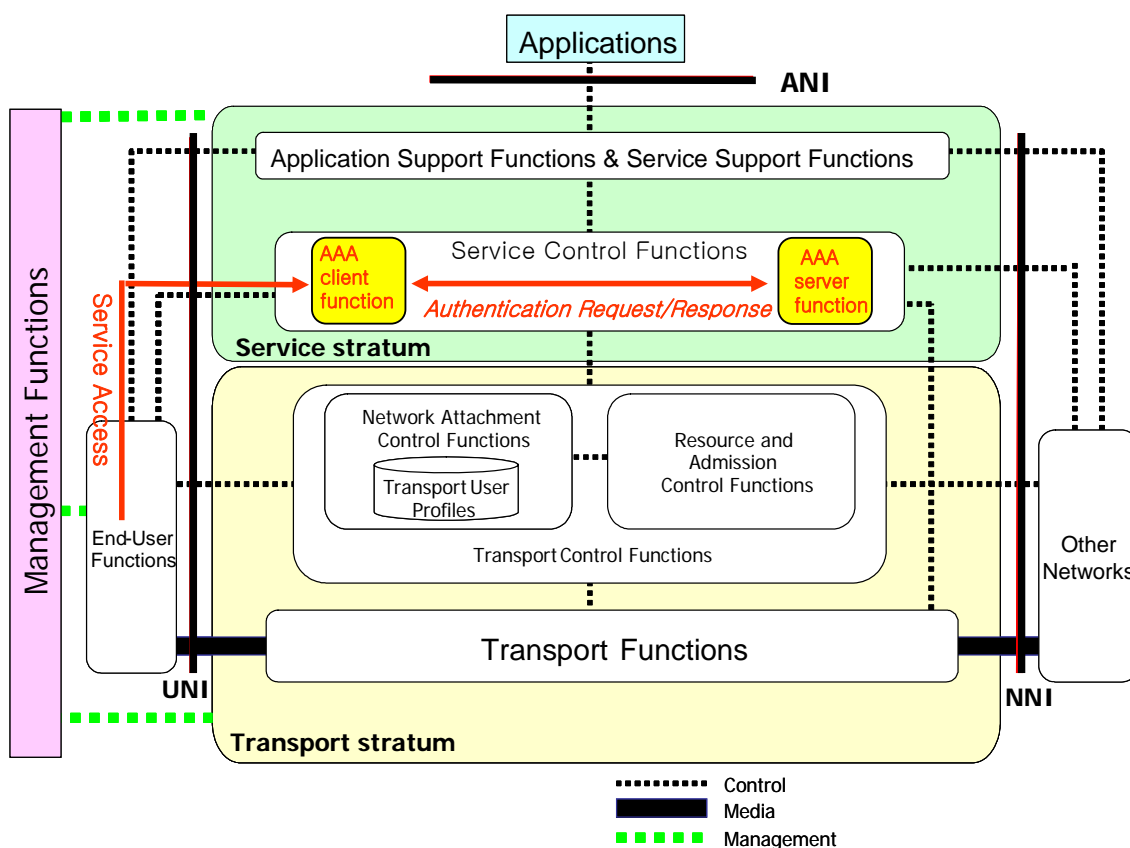 Applications
ANI
Application Support Functions & Service Support Functions
AAA
client
function
Service Control Functions
AAA
server
function
Authentication Request/Response
Service stratum
Management Functions
Service Access
Network Attachment
Control Functions
Transport User
Profiles
Resource and
Admission
Control Functions
Transport Control Functions
End-User
Functions
Other
Networks
Transport Functions
UNI
NNI
Transport stratum
Control
Media
Management